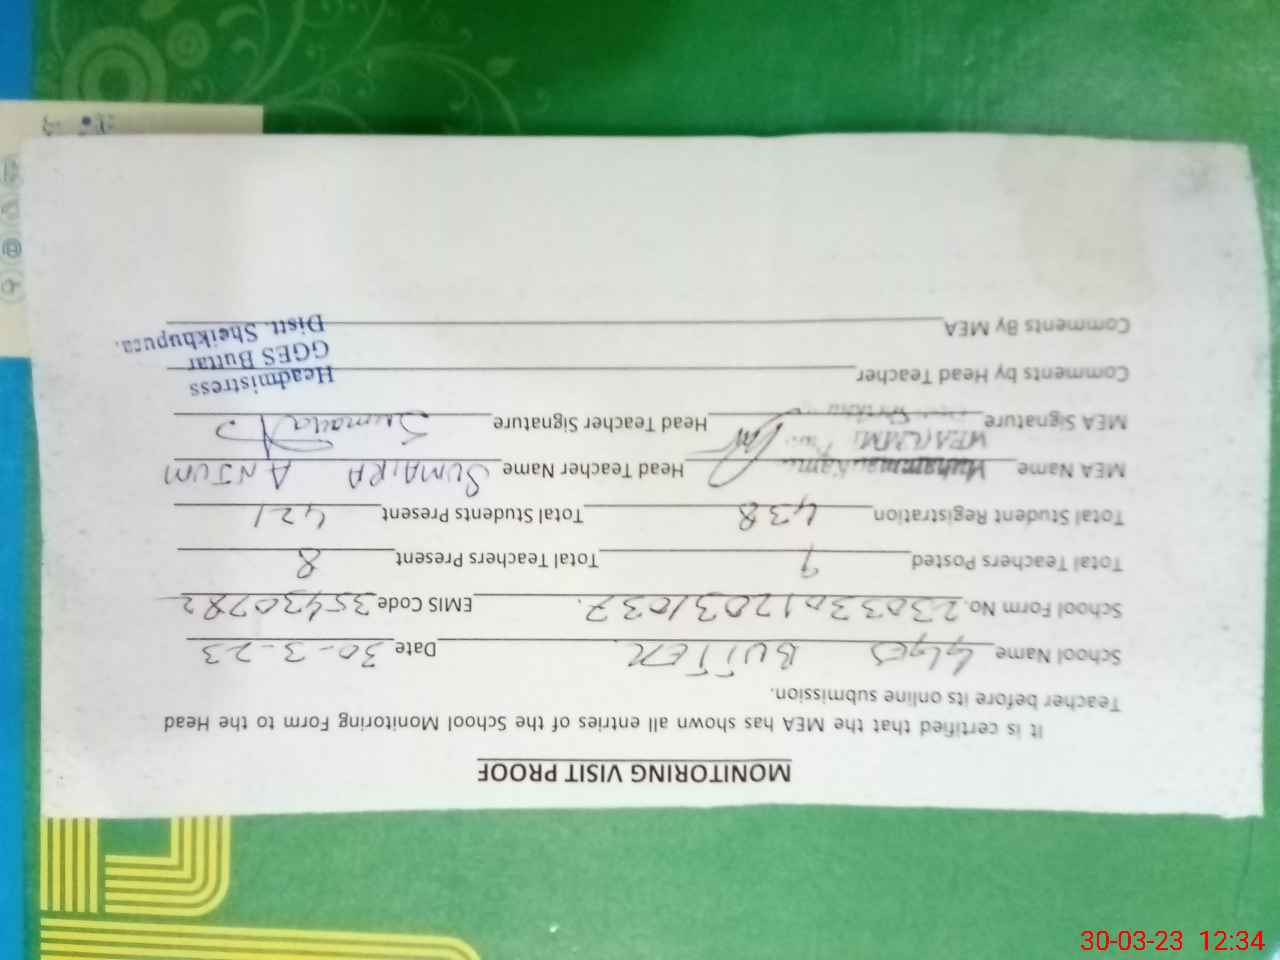 MONITORING VISIT PROOF
It is certified that the MEA has shown all entries of the School Monitoring Form to the Head
Teacher before its online submission.
School Name GGES BUTTER Date 30-3-23
School Form No. 23033012031037. EMIS Code 35430782
Total Teachers Posted 9 Total Teachers Present 8
Total Student Registration 438 Total Students Present 421
MEA Name Muhammad Head Teacher Name SUMAIRA ANJUM
MEA Signature Head Teacher Signature Sumaira
Comments by Head Teacher
Comments By MEA
Headmistress
GGES Buttar
Distt. Sheikhupura.
30-03-23 12:34